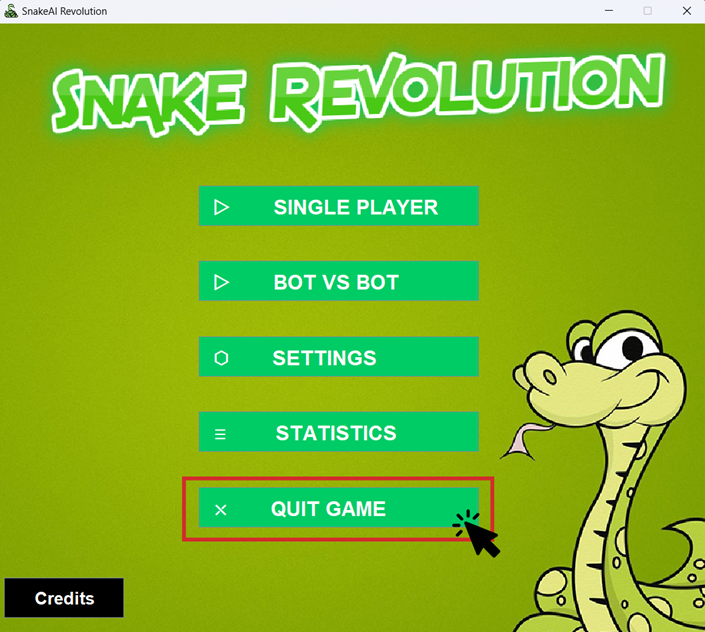 SnakeAI Revolution
SNAKE REVOLUTION
SINGLE PLAYER
BOT VS BOT
SETTINGS
STATISTICS
QUIT GAME
Credits